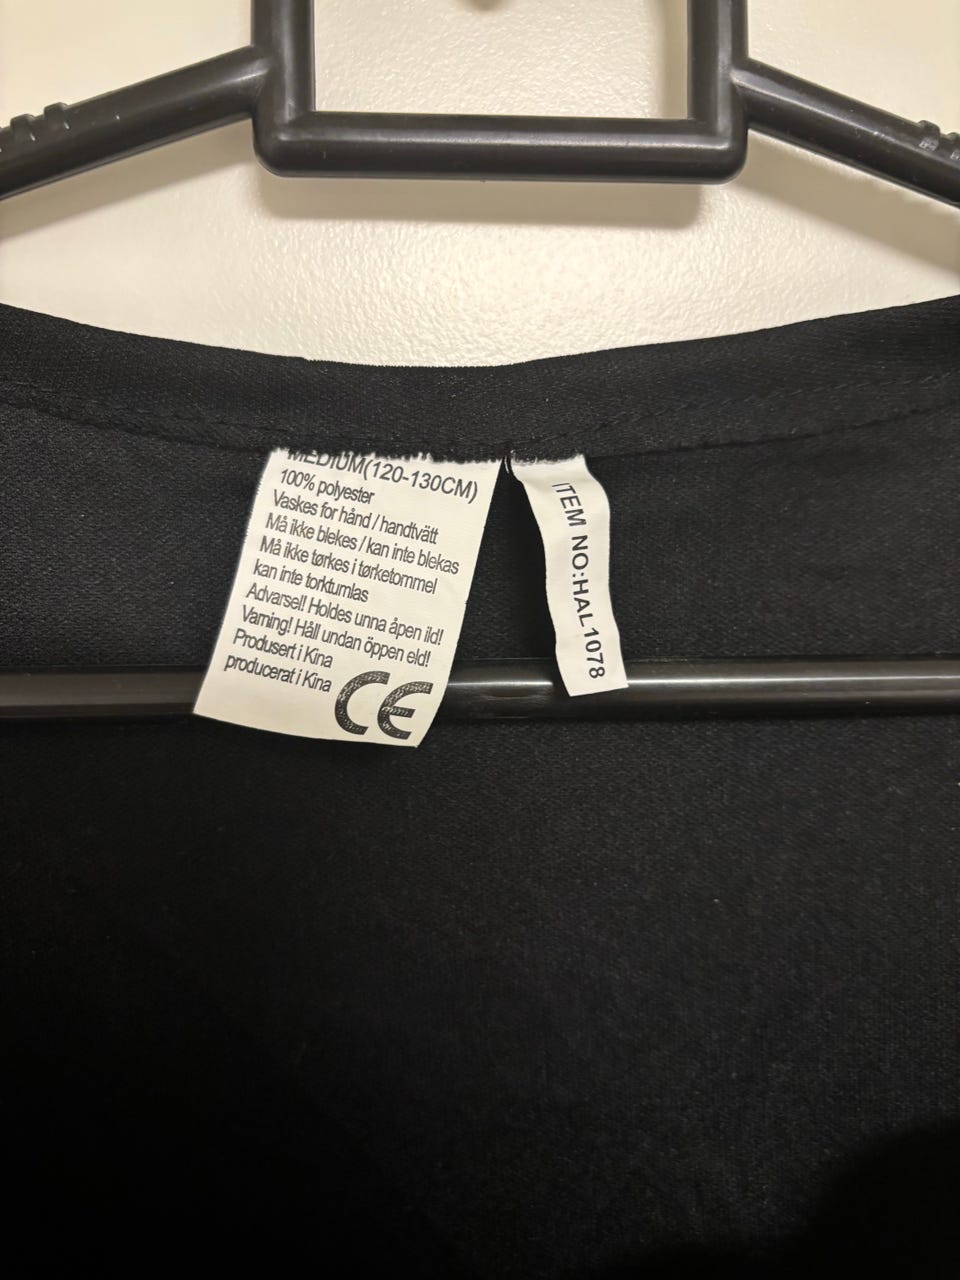 MEDIUM(120-130CM)
100% polyester
Vaskes for hånd / handtvätt
Må ikke blekes / kan inte blekas
Må ikke tørkes i tørketommel
kan inte torktumlas
Advarsel! Holdes unna åpen ild!
Varning! Håll undan öppen eld!
Produsert i Kina
producerat i Kina
CE
ITEM NO:HAL1078